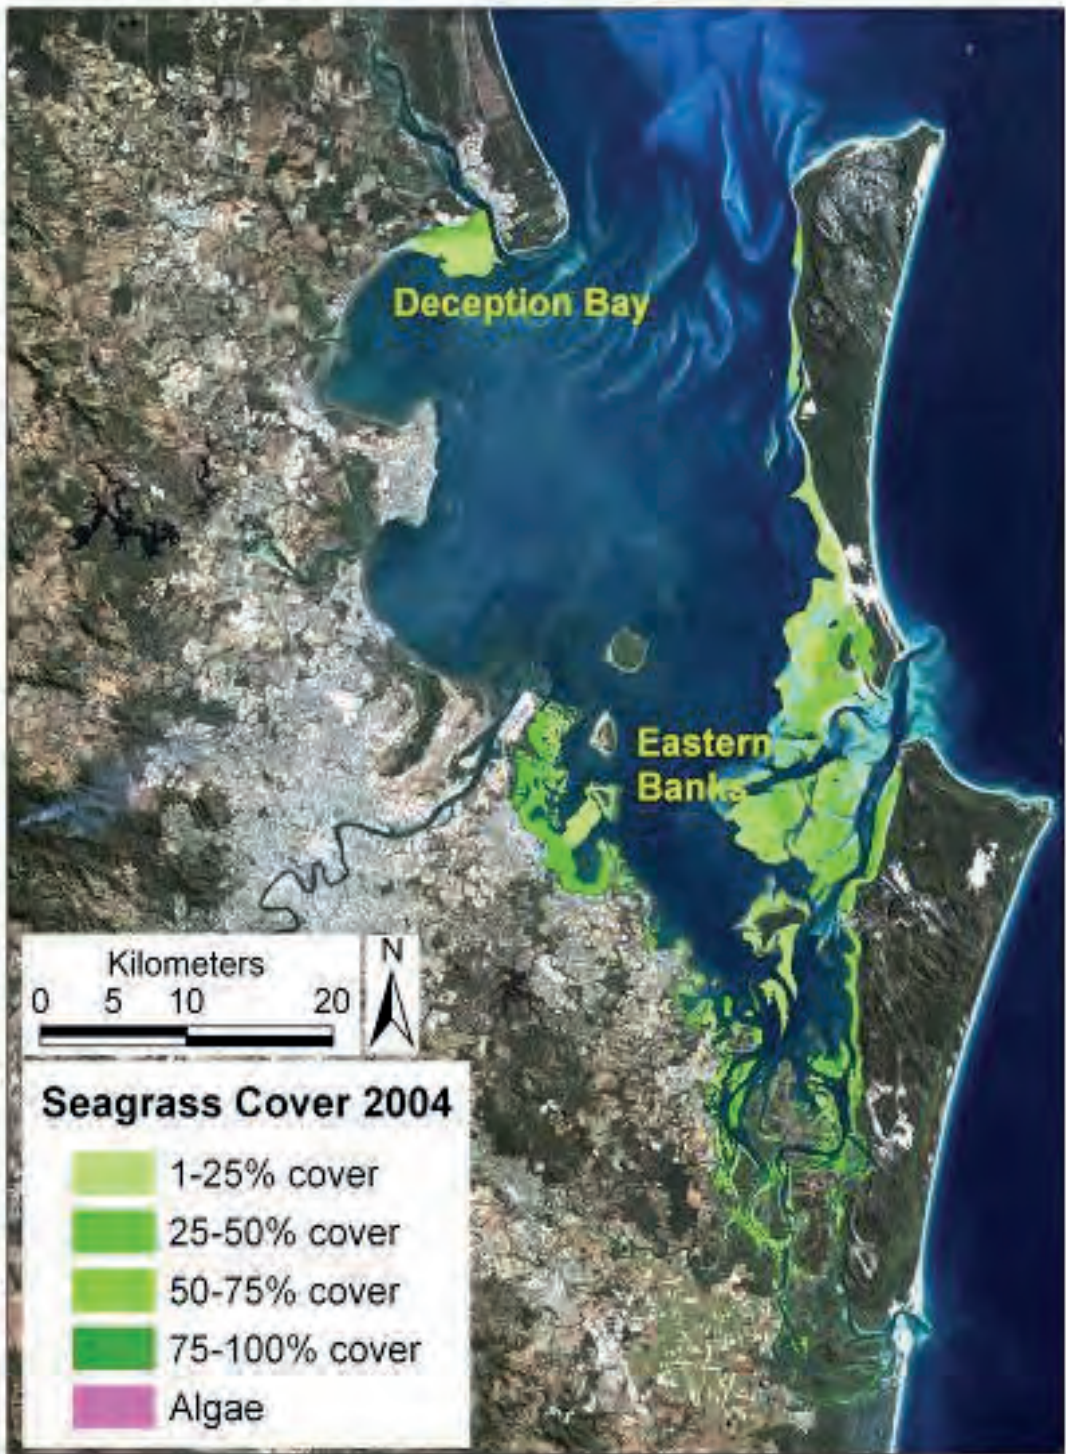 Deception Bay
Eastern
Banks
Kilometers
N
0 5 10 20
Seagrass Cover 2004
1-25% cover
25-50% cover
50-75% cover
75-100% cover
Algae